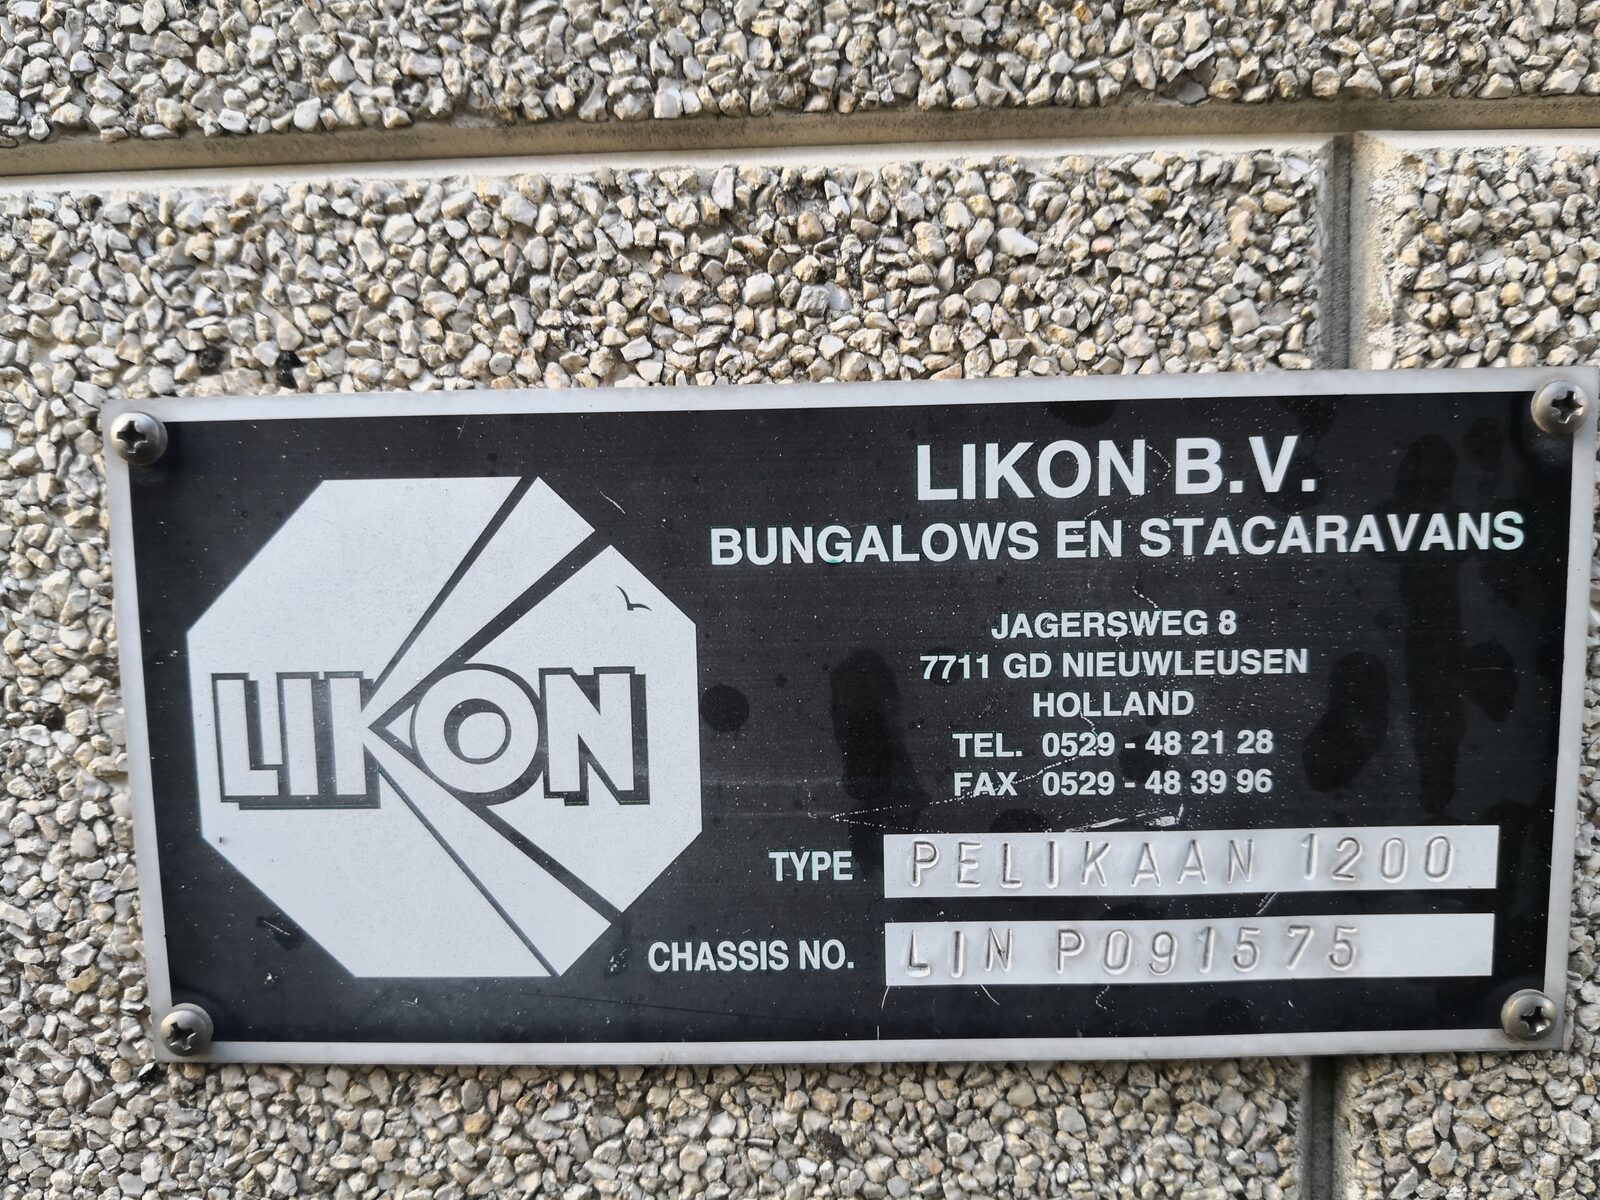 LIKON
LIKON B.V.
BUNGALOWS EN STACARAVANS
JAGERSWEG 8
7711 GD NIEUWLEUSEN
HOLLAND
TEL. 0529 - 48 21 28
FAX 0529 - 48 39 96
TYPE PELIKAAN 1200
CHASSIS NO. LIN P091575